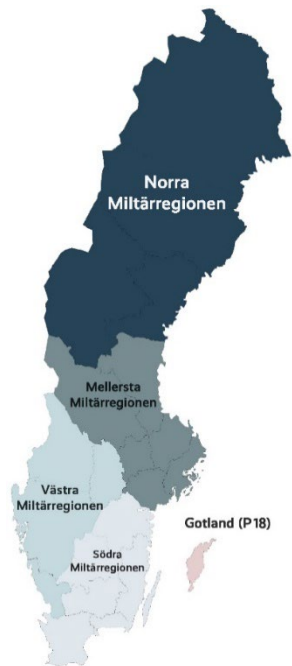 Norra
Miltärregionen
Mellersta
Miltärregionen
Västra
Miltärregionen
Gotland (P18)
Södra
Miltärregionen